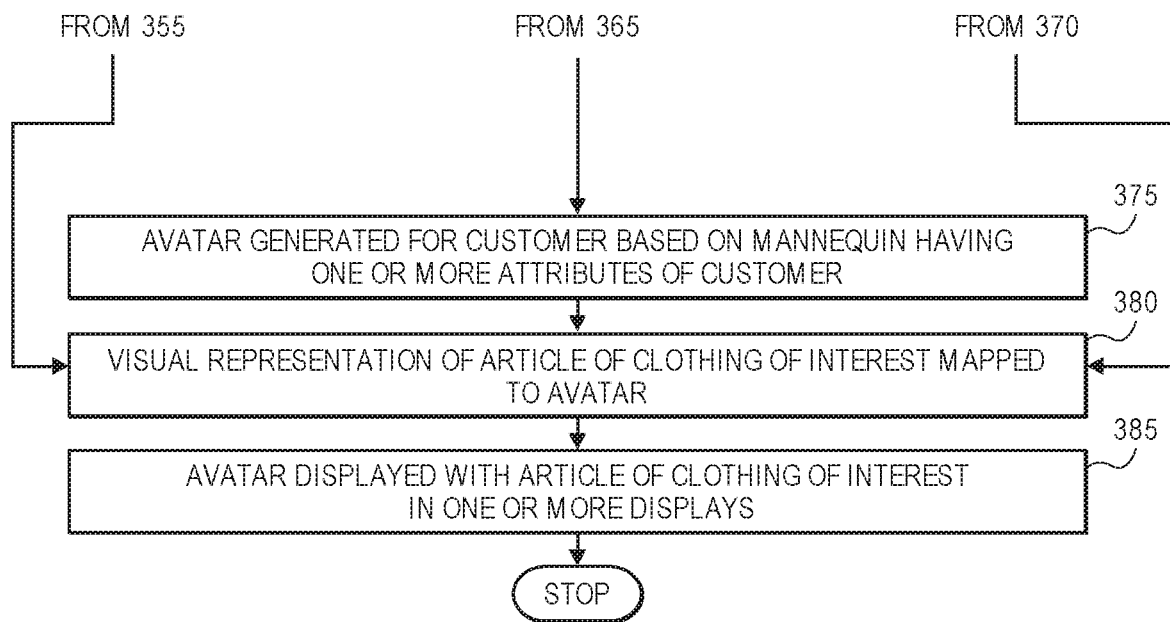 FROM 355
FROM 365
FROM 370
375
AVATAR GENERATED FOR CUSTOMER BASED ON MANNEQUIN HAVING
ONE OR MORE ATTRIBUTES OF CUSTOMER
380
VISUAL REPRESENTATION OF ARTICLE OF CLOTHING OF INTEREST MAPPED
TO AVATAR
385
AVATAR DISPLAYED WITH ARTICLE OF CLOTHING OF INTEREST
IN ONE OR MORE DISPLAYS
STOP